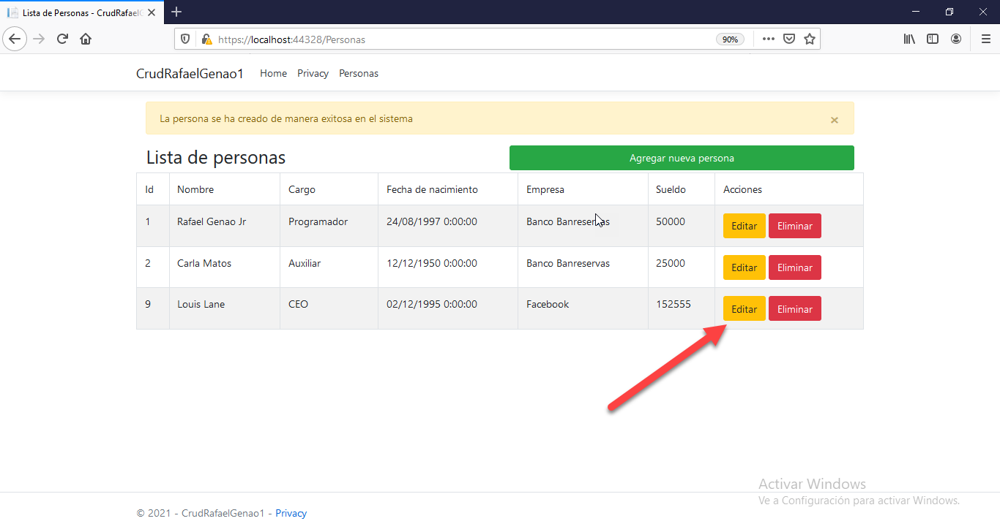 Lista de Personas - CrudRafaelG
https://localhost:44328/Personas
90%
CrudRafaelGenao1 Home Privacy Personas
La persona se ha creado de manera exitosa en el sistema ×
Lista de personas Agregar nueva persona
Id Nombre Cargo Fecha de nacimiento Empresa Sueldo Acciones
1 Rafael Genao Jr Programador 24/08/1997 0:00:00 Banco Banreservas 50000 Editar Eliminar
2 Carla Matos Auxiliar 12/12/1950 0:00:00 Banco Banreservas 25000 Editar Eliminar
9 Louis Lane CEO 02/12/1995 0:00:00 Facebook 152555 Editar Eliminar
Activar Windows
Ve a Configuración para activar Windows.
© 2021 - CrudRafaelGenao1 - Privacy